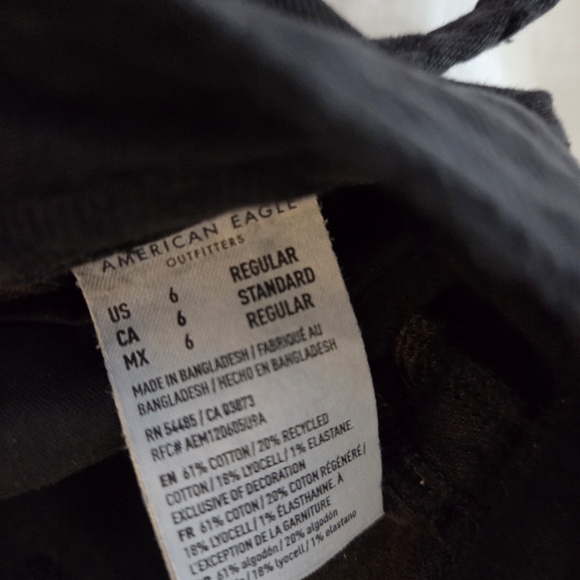 AMERICAN EAGLE
OUTFITTERS
US 6 REGULAR
CA 6 STANDARD
MX 6 REGULAR
MADE IN BANGLADESH / FABRIQUÉ AU
BANGLADESH / HECHO EN BANGLADESH
RN 54485 / CA 03873
RFC# AEM120605U9A
EN 61% COTTON / 20% RECYCLED
COTTON / 18% LYOCELL / 1% ELASTANE.
EXCLUSIVE OF DECORATION
FR 61% COTON / 20% COTON RÉGÉNÉRÉ /
18% LYOCELL / 1% ÉLASTHANNE. À
L'EXCEPTION DE LA GARNITURE
61% algodón / 20% algodón
/ 18% lyocell / 1% elastano